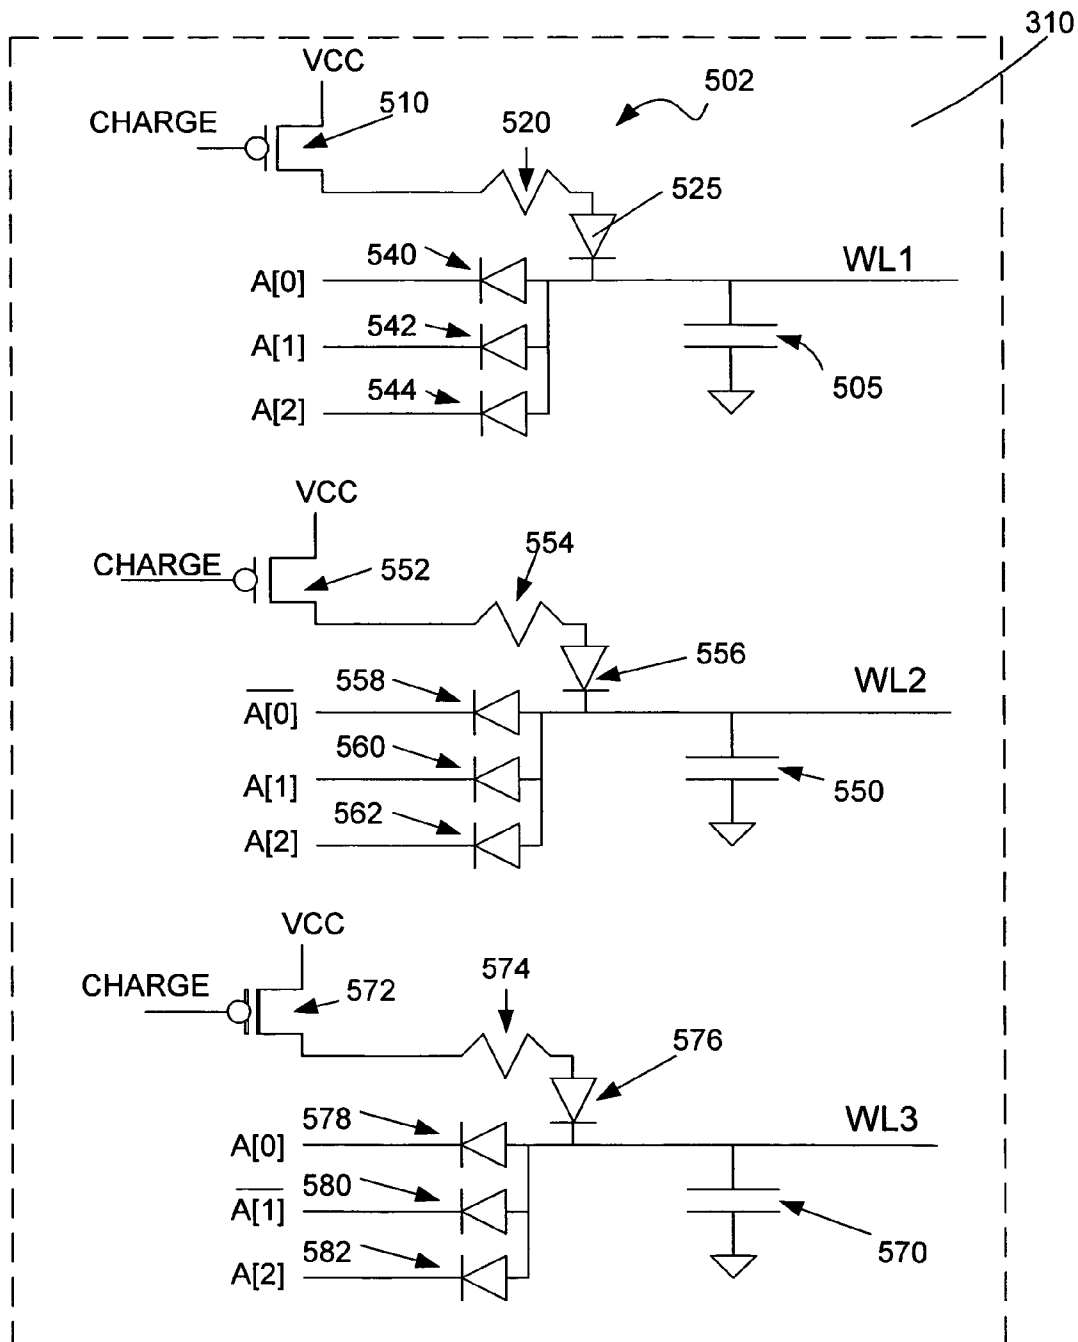 310
VCC
502
510
CHARGE
520
525
540
WL1
A[0]
542
A[1]
505
544
A[2]
VCC
554
CHARGE
552
556
558
WL2
A̅[̅0̅]̅
560
A[1]
550
562
A[2]
VCC
574
CHARGE
572
576
578
WL3
A[0]
580
A̅[̅1̅]̅
570
582
A[2]